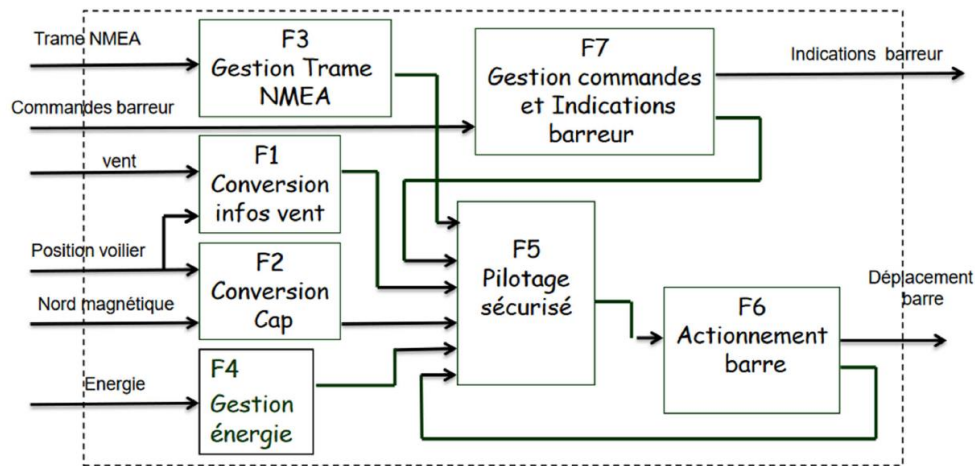 Trame NMEA
F3
Gestion Trame
NMEA
F7
Gestion commandes
et Indications
barreur
Indications barreur
Commandes barreur
vent
F1
Conversion
infos vent
Position voilier
F2
Conversion
Cap
Nord magnétique
F5
Pilotage
sécurisé
Déplacement
barre
F6
Actionnement
barre
Energie
F4
Gestion
énergie